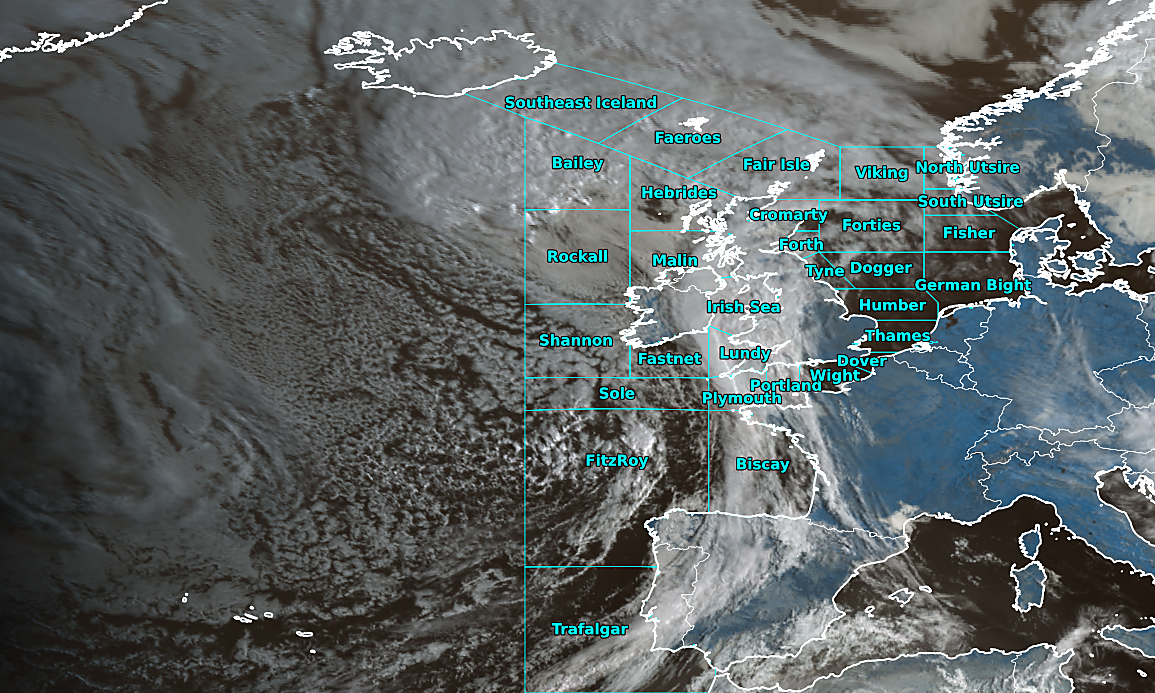 Southeast Iceland
Faeroes
Bailey
Fair Isle
Viking
North Utsire
Hebrides
South Utsire
Cromarty
Forties
Fisher
Forth
Rockall
Malin
Tyne
Dogger
German Bight
Irish Sea
Humber
Shannon
Thames
Fastnet
Lundy
Dover
Wight
Portland
Sole
Plymouth
FitzRoy
Biscay
Trafalgar